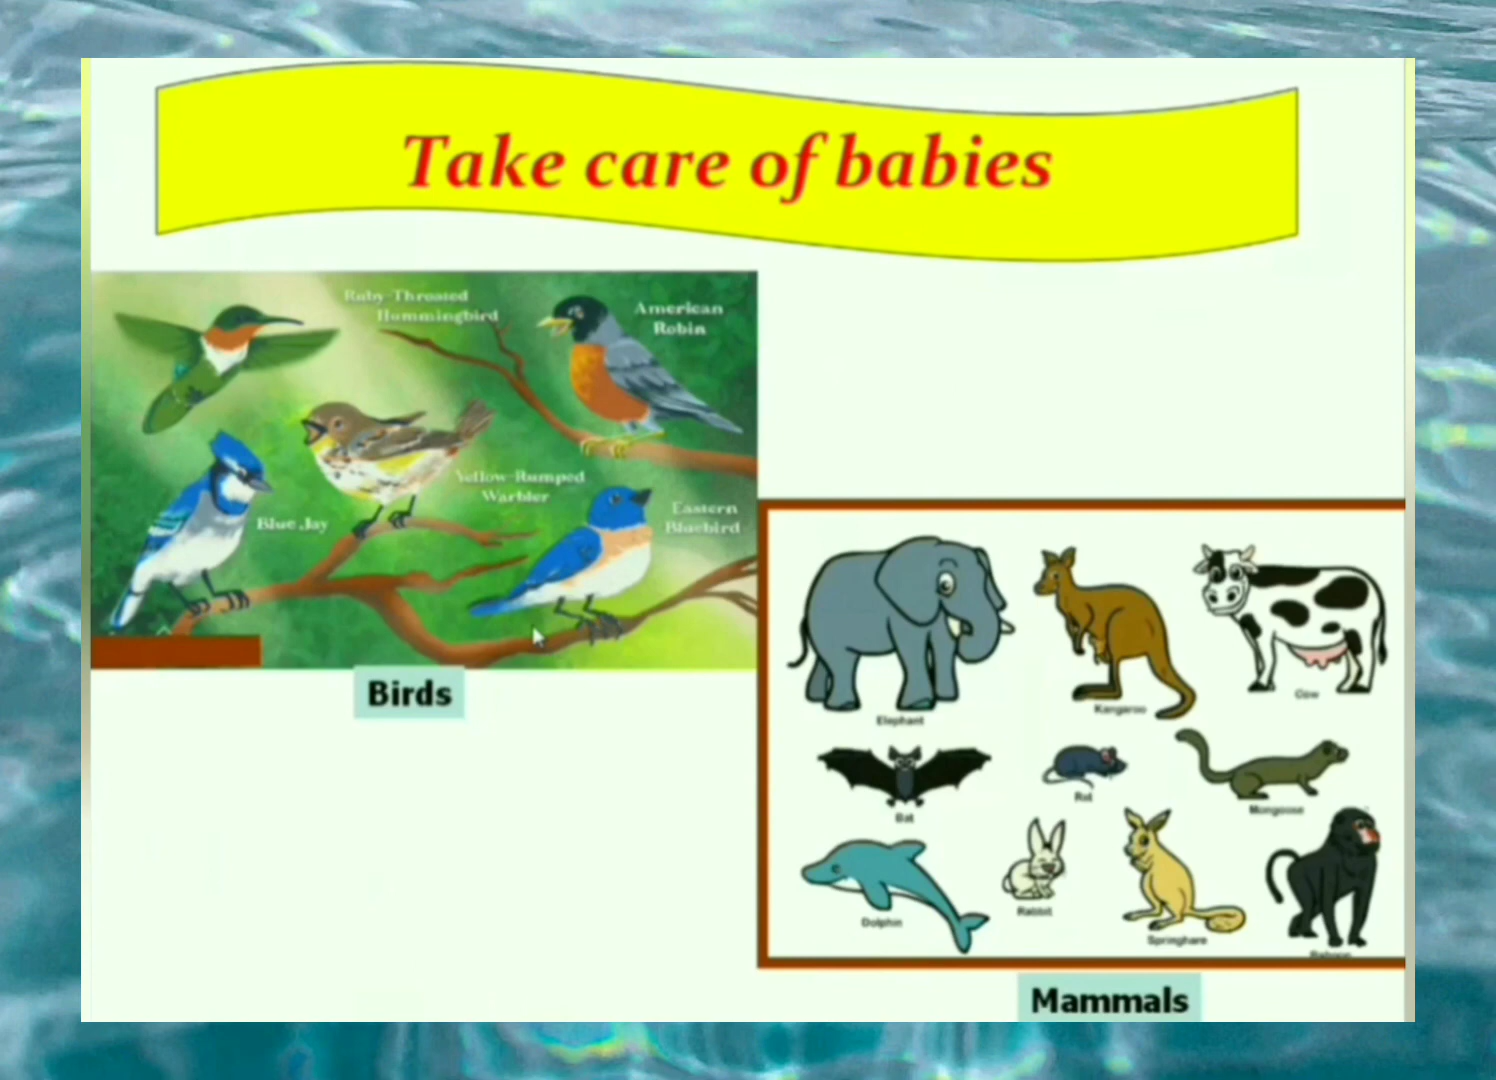 Take care of babies
Ruby-Throated
Hummingbird
American
Robin
Yellow-Rumped
Warbler
Blue Jay
Eastern
Bluebird
Birds
Elephant
Kangaroo
Cow
Bat
Rat
Mongoose
Dolphin
Rabbit
Springhare
Mammals